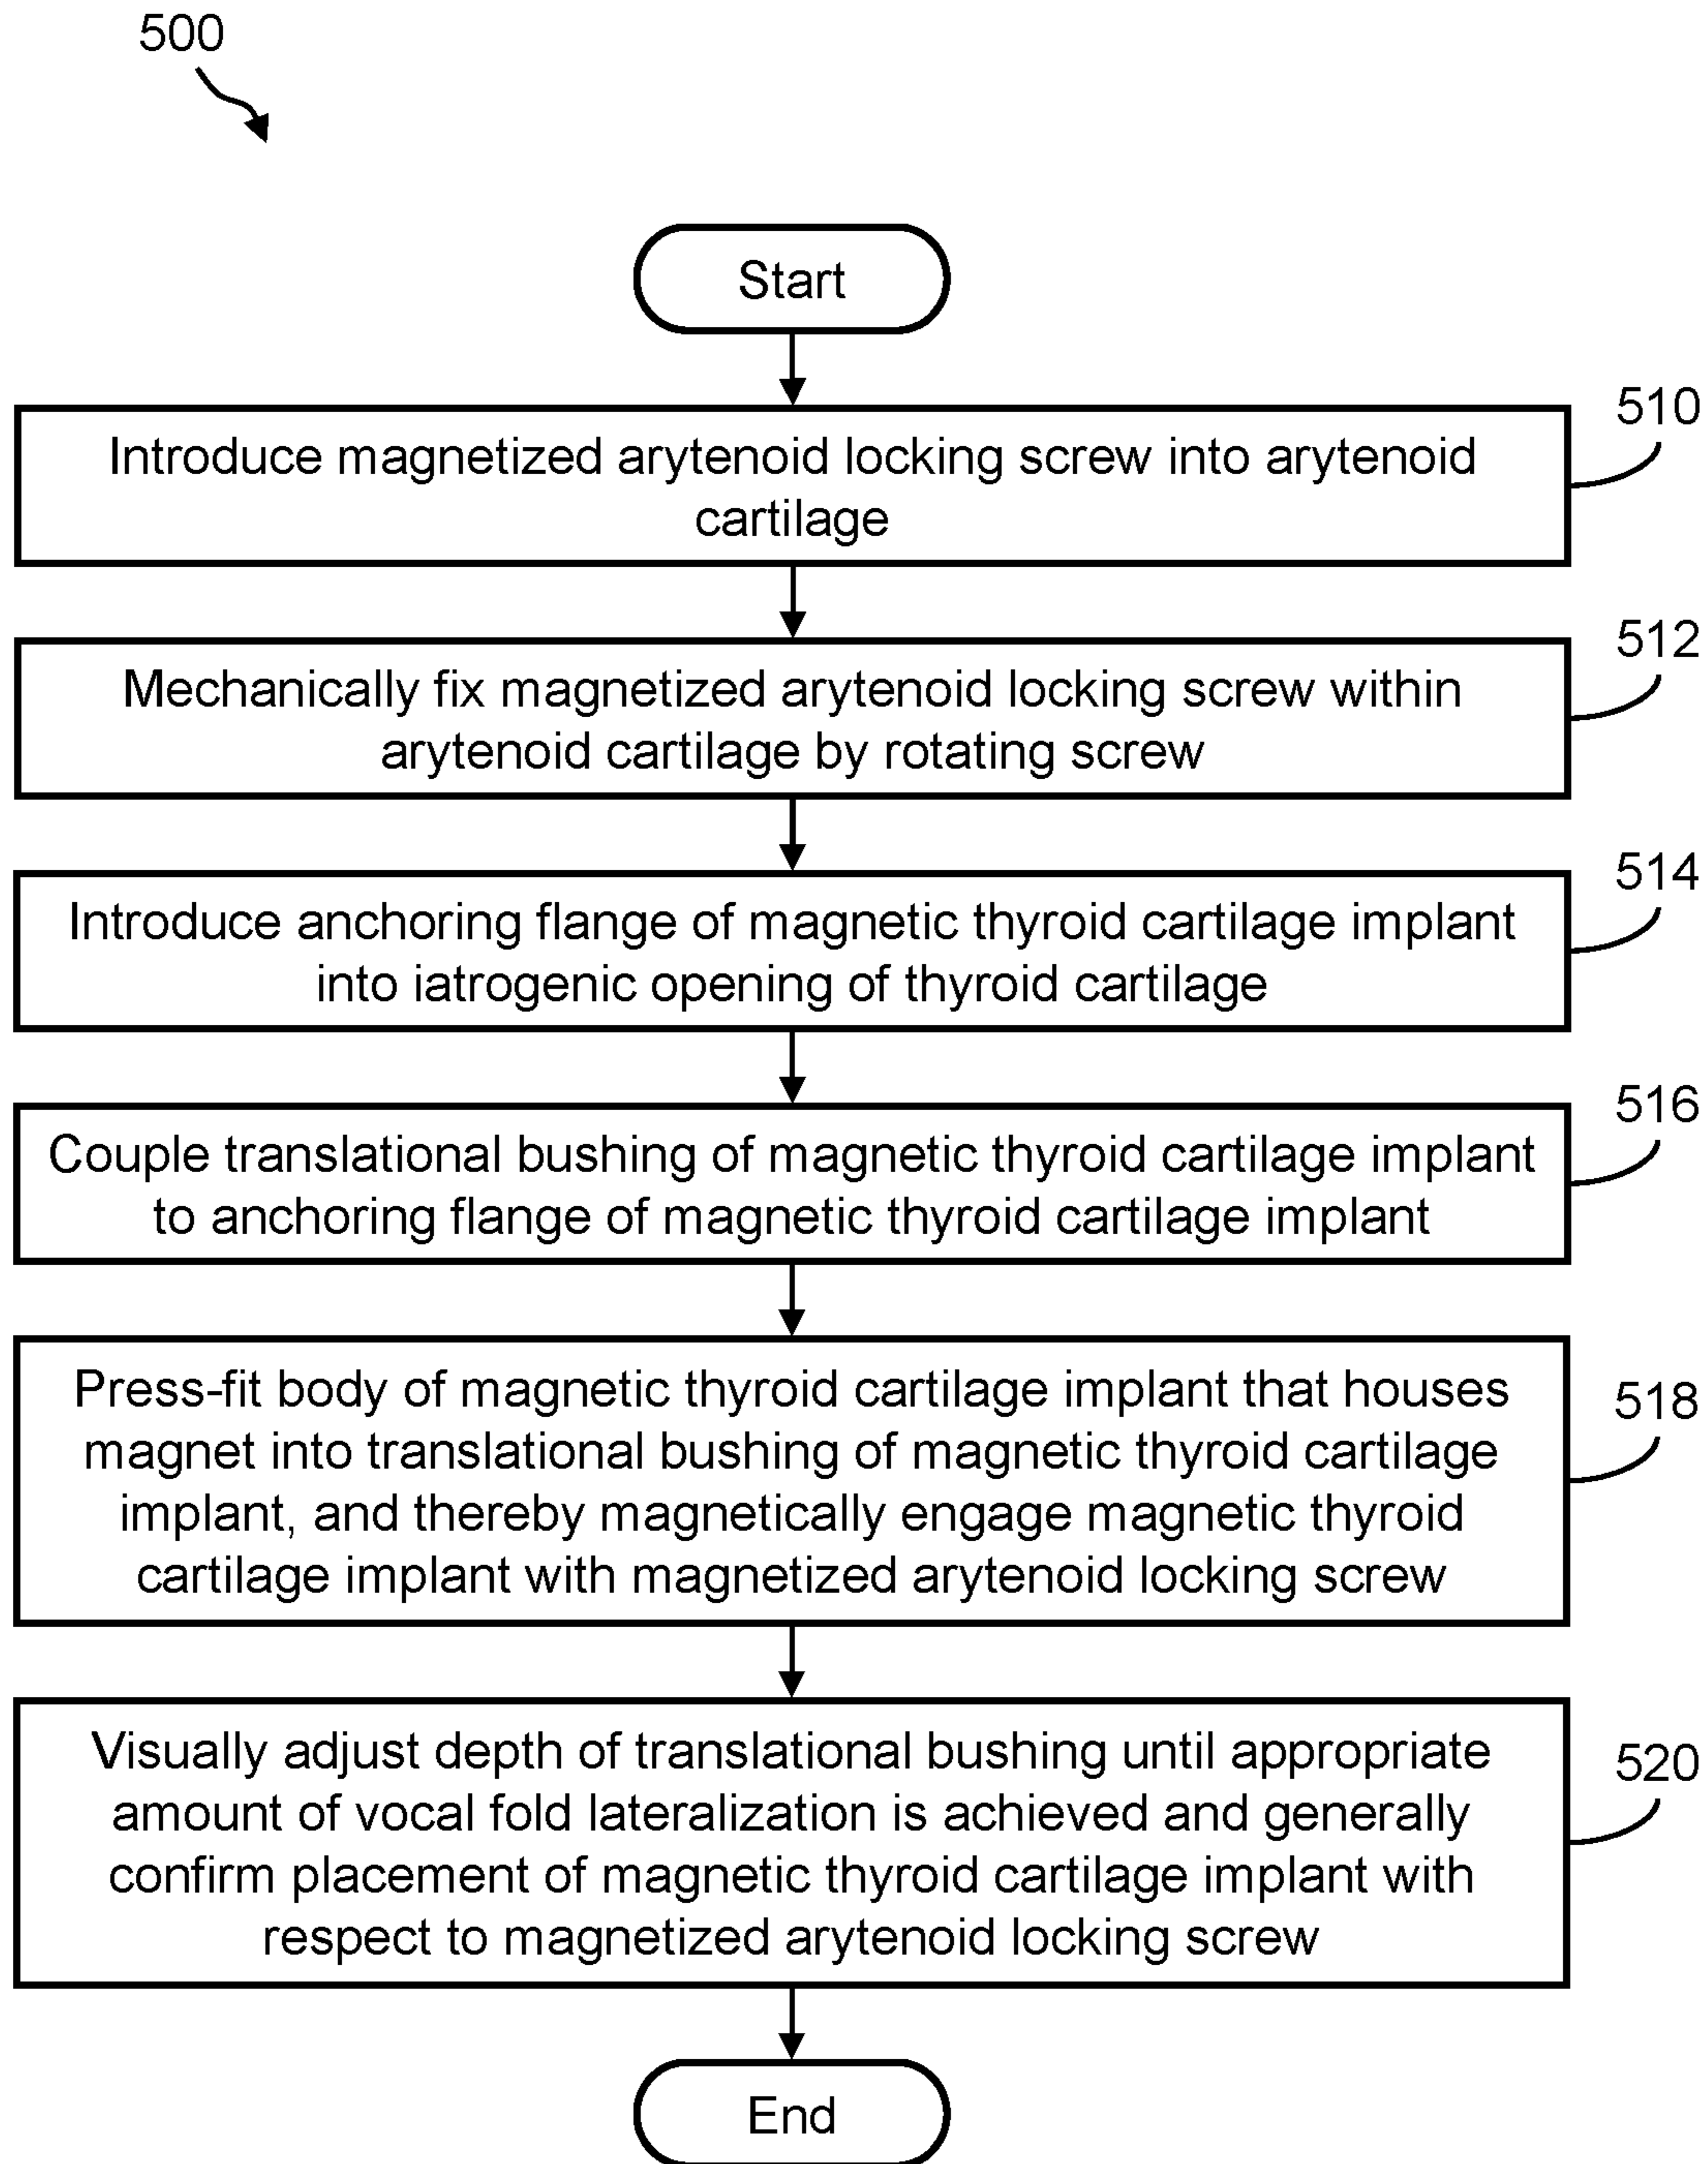 500
Start
510
Introduce magnetized arytenoid locking screw into arytenoid
cartilage
512
Mechanically fix magnetized arytenoid locking screw within
arytenoid cartilage by rotating screw
514
Introduce anchoring flange of magnetic thyroid cartilage implant
into iatrogenic opening of thyroid cartilage
516
Couple translational bushing of magnetic thyroid cartilage implant
to anchoring flange of magnetic thyroid cartilage implant
518
Press-fit body of magnetic thyroid cartilage implant that houses
magnet into translational bushing of magnetic thyroid cartilage
implant, and thereby magnetically engage magnetic thyroid
cartilage implant with magnetized arytenoid locking screw
520
Visually adjust depth of translational bushing until appropriate
amount of vocal fold lateralization is achieved and generally
confirm placement of magnetic thyroid cartilage implant with
respect to magnetized arytenoid locking screw
End